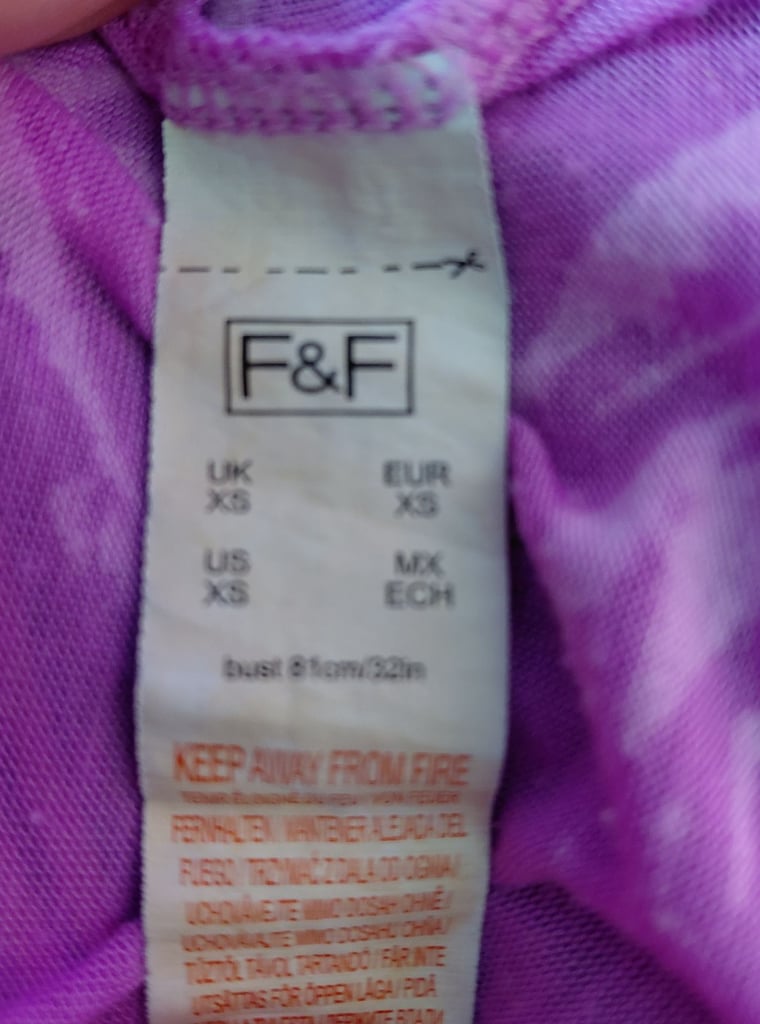 F&F
UK EUR
XS XS
US MX
XS ECH
bust 81cm/32in
KEEP AWAY FROM FIRE
FERNHALTEN / MANTENER ALEJADA DEL
FUEGO / TRZYMAĆ Z DALA OD OGNIA /
UCHOVÁVEJTE MIMO DOSAH OHNĚ /
UCHOVÁVAJTE MIMO DOSAHU OHŇA /
TŰZTŐL TÁVOL TARTANDÓ / FÅR INTE
UTSÄTTAS FÖR ÖPPEN LÅGA / PIDÄ